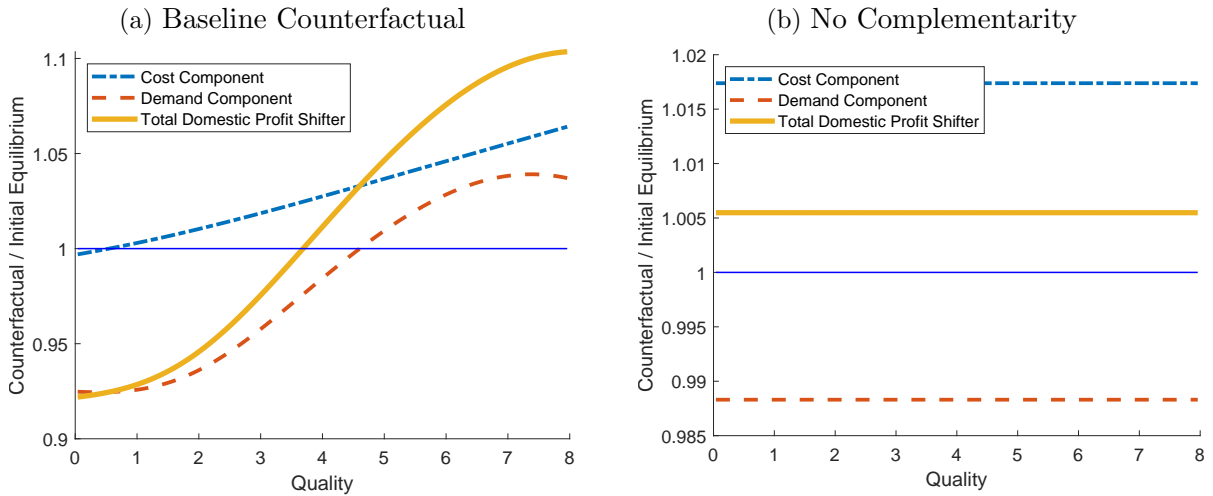 (a) Baseline Counterfactual
Counterfactual / Initial Equilibrium
1.1
1.05
1
0.95
0.9
Cost Component
Demand Component
Total Domestic Profit Shifter
0 1 2 3 4 5 6 7 8
Quality
(b) No Complementarity
Counterfactual / Initial Equilibrium
1.02
1.015
1.01
1.005
1
0.995
0.99
0.985
Cost Component
Demand Component
Total Domestic Profit Shifter
0 1 2 3 4 5 6 7 8
Quality